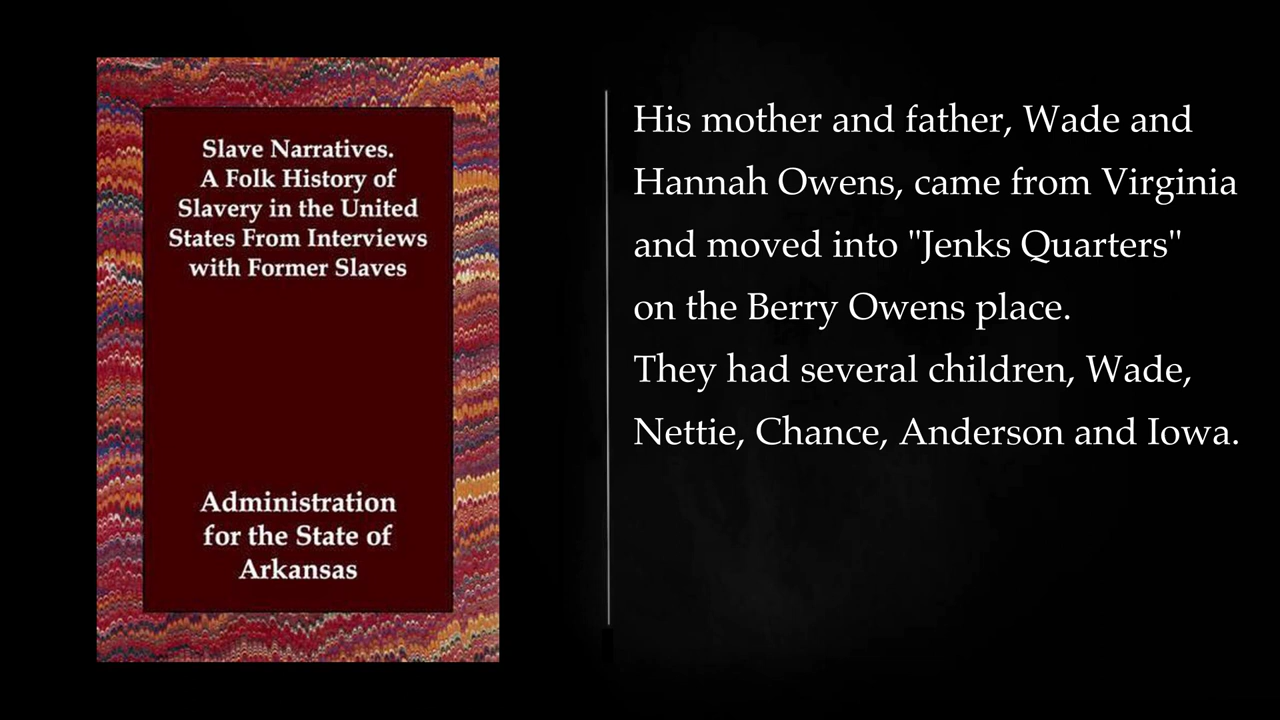 Slave Narratives.
A Folk History of
Slavery in the United
States From Interviews
with Former Slaves
Administration
for the State of
Arkansas
His mother and father, Wade and
Hannah Owens, came from Virginia
and moved into "Jenks Quarters"
on the Berry Owens place.
They had several children, Wade,
Nettie, Chance, Anderson and Iowa.